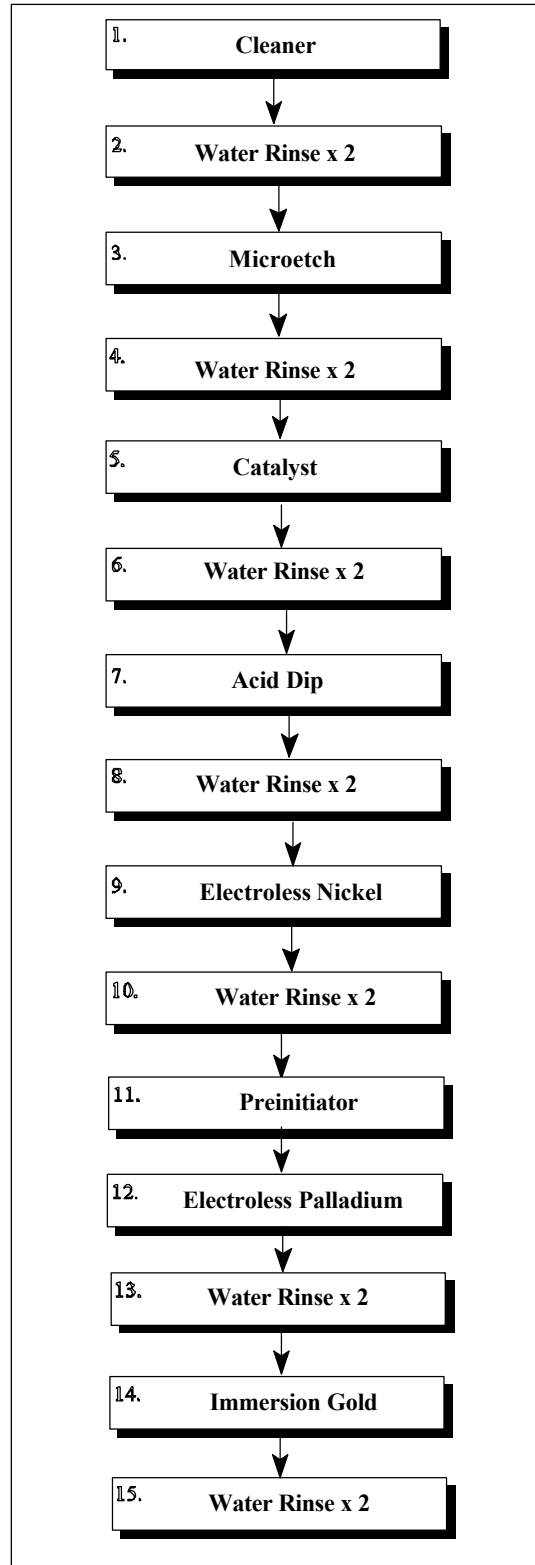 1. Cleaner
2. Water Rinse x 2
3. Microetch
4. Water Rinse x 2
5. Catalyst
6. Water Rinse x 2
7. Acid Dip
8. Water Rinse x 2
9. Electroless Nickel
10. Water Rinse x 2
11. Preinitiator
12. Electroless Palladium
13. Water Rinse x 2
14. Immersion Gold
15. Water Rinse x 2